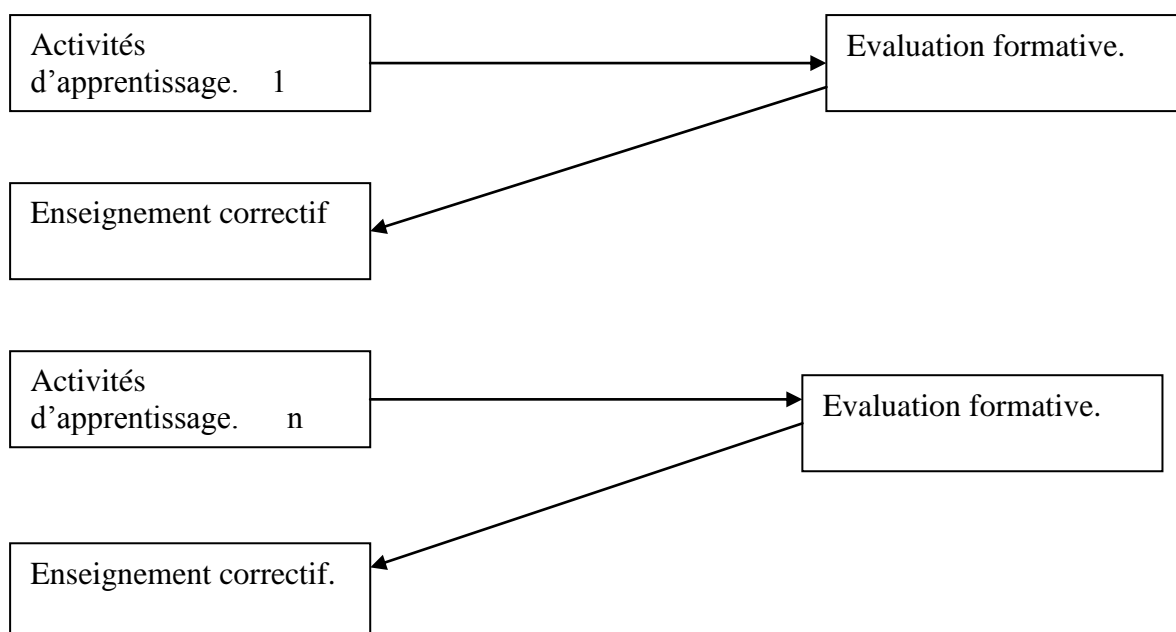 Activités
d’apprentissage. 1
Evaluation formative.
Enseignement correctif
Activités
d’apprentissage. n
Evaluation formative.
Enseignement correctif.